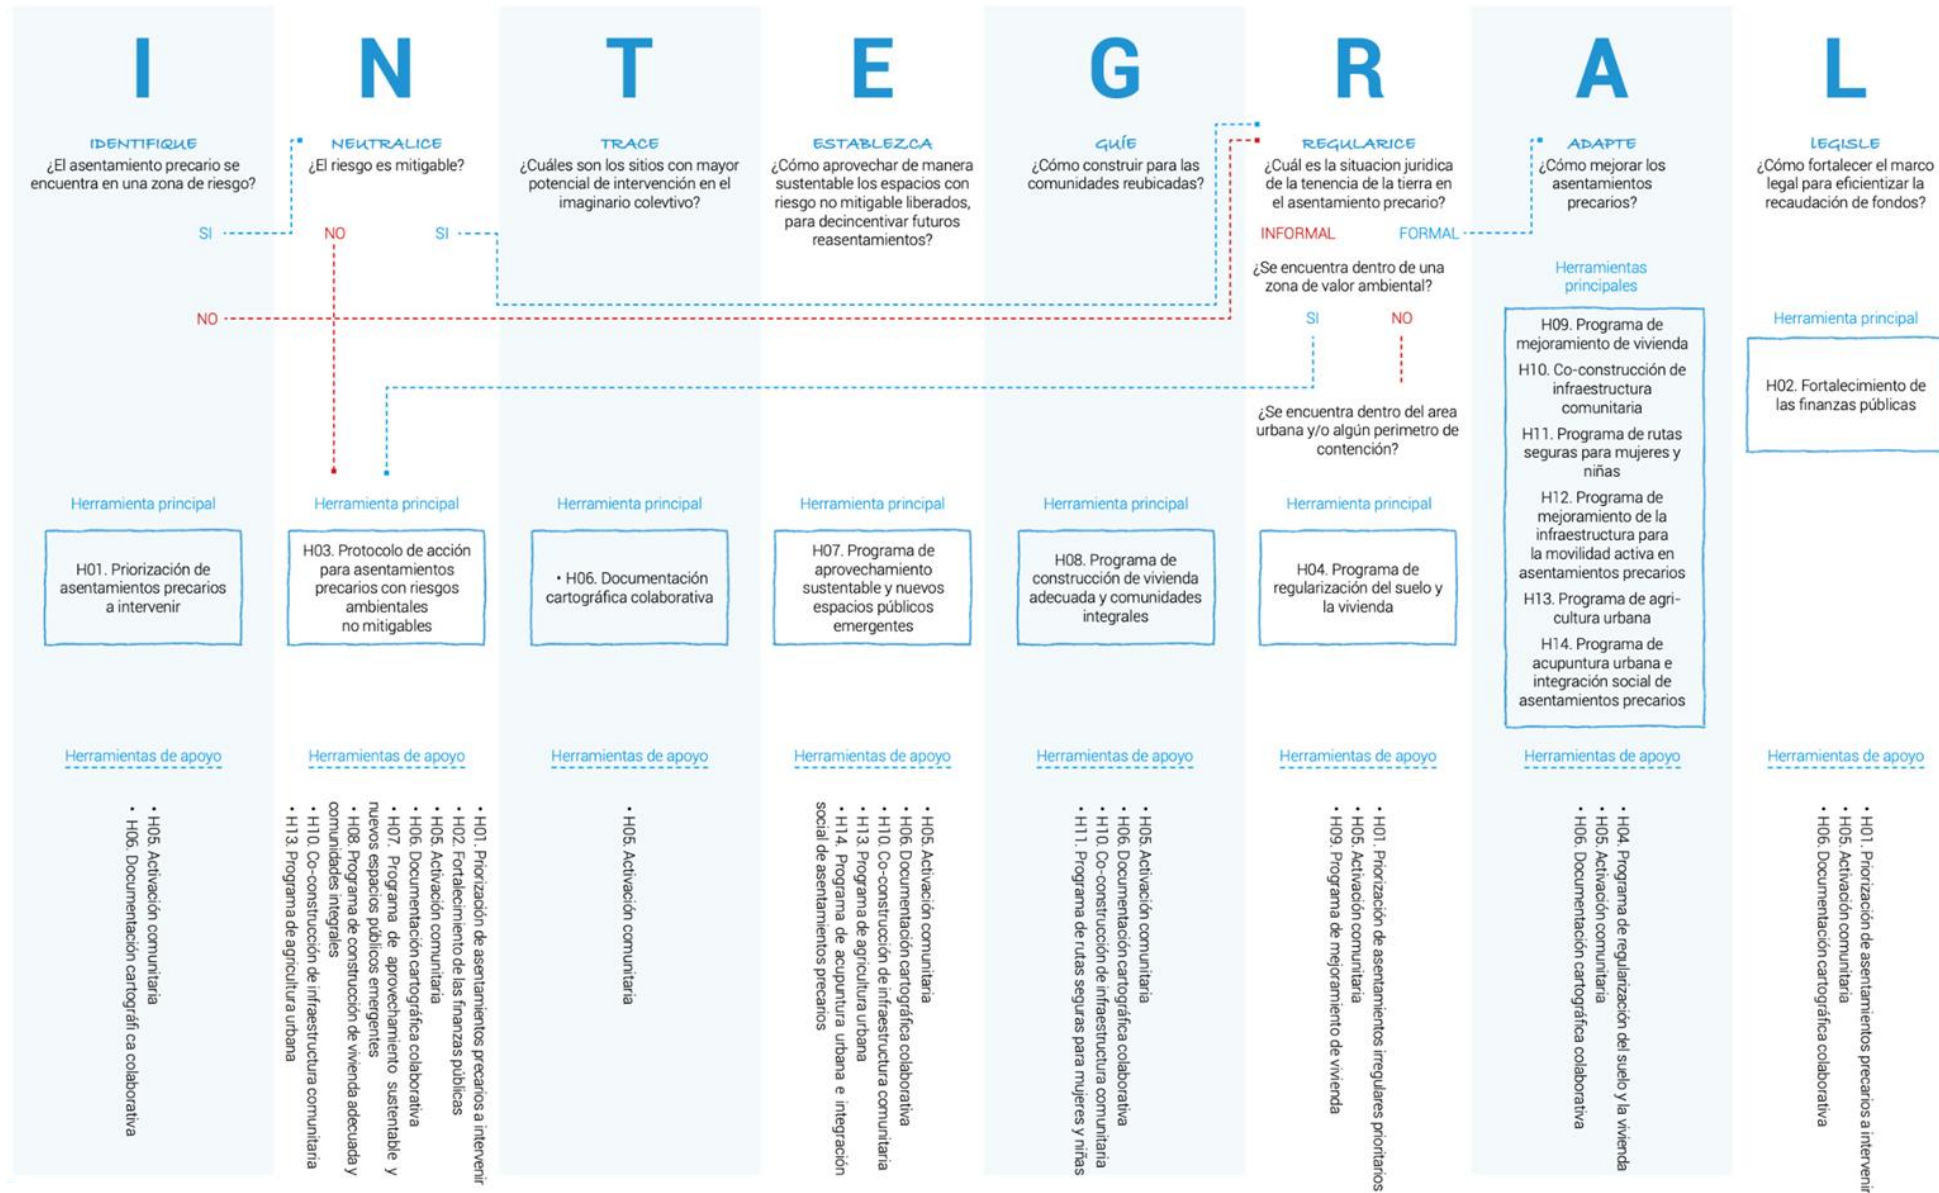 I
IDENTIFIQUE
¿El asentamiento precario se
encuentra en una zona de riesgo?
SI
NO
Herramienta principal
H01. Priorización de
asentamientos precarios
a intervenir
Herramientas de apoyo
• H05. Activación comunitaria
• H06. Documentación cartográfi ca colaborativa
N
NEUTRALICE
¿El riesgo es mitigable?
NO
SI
Herramienta principal
H03. Protocolo de acción
para asentamientos
precarios con riesgos
ambientales
no mitigables
Herramientas de apoyo
• H01. Priorización de asentamientos precarios a intervenir
• H02. Fortalecimiento de las finanzas públicas
• H05. Activación comunitaria
• H06. Documentación cartográfica colaborativa
• H07. Programa de aprovechamiento sustentable y
nuevos espacios públicos emergentes
• H08. Programa de construcción de vivienda adecuada y
comunidades integrales
• H10. Co-construcción de infraestructura comunitaria
• H13. Programa de agricultura urbana
T
TRACE
¿Cuáles son los sitios con mayor
potencial de intervención en el
imaginario colevtivo?
Herramienta principal
• H06. Documentación
cartográfica colaborativa
Herramientas de apoyo
• H05. Activación comunitaria
E
ESTABLEZCA
¿Cómo aprovechar de manera
sustentable los espacios con
riesgo no mitigable liberados,
para decincentivar futuros
reasentamientos?
Herramienta principal
H07. Programa de
aprovechamiento
sustentable y nuevos
espacios públicos
emergentes
Herramientas de apoyo
• H05. Activación comunitaria
• H06. Documentación cartográfica colaborativa
• H10. Co-construcción de infraestructura comunitaria
• H13. Programa de agricultura urbana
• H14. Programa de acupuntura urbana e integración
social de asentamientos precarios
G
GUÍE
¿Cómo construir para las
comunidades reubicadas?
Herramienta principal
H08. Programa de
construcción de vivienda
adecuada y comunidades
integrales
Herramientas de apoyo
• H05. Activación comunitaria
• H06. Documentación cartográfica colaborativa
• H10. Co-construcción de infraestructura comunitaria
• H11. Programa de rutas seguras para mujeres y niñas
R
REGULARICE
¿Cuál es la situacion juridica
de la tenencia de la tierra en
el asentamiento precario?
INFORMAL
FORMAL
¿Se encuentra dentro de una
zona de valor ambiental?
SI
NO
¿Se encuentra dentro del area
urbana y/o algún perimetro de
contención?
Herramienta principal
H04. Programa de
regularización del suelo y
la vivienda
Herramientas de apoyo
• H01. Priorización de asentamientos irregulares prioritarios
• H05. Activación comunitaria
• H09. Programa de mejoramiento de vivienda
A
ADAPTE
¿Cómo mejorar los
asentamientos
precarios?
Herramientas
principales
H09. Programa de
mejoramiento de vivienda
H10. Co-construcción de
infraestructura
comunitaria
H11. Programa de rutas
seguras para mujeres y
niñas
H12. Programa de
mejoramiento de la
infraestructura para
la movilidad activa en
asentamientos precarios
H13. Programa de agri-
cultura urbana
H14. Programa de
acupuntura urbana e
integración social de
asentamientos precarios
Herramientas de apoyo
• H04. Programa de regularización del suelo y la vivienda
• H05. Activación comunitaria
• H06. Documentación cartográfica colaborativa
L
LEGISLE
¿Cómo fortalecer el marco
legal para eficientizar la
recaudación de fondos?
Herramienta principal
H02. Fortalecimiento de
las finanzas públicas
Herramientas de apoyo
• H01. Priorización de asentamientos precarios a intervenir
• H05. Activación comunitaria
• H06. Documentación cartográfica colaborativa